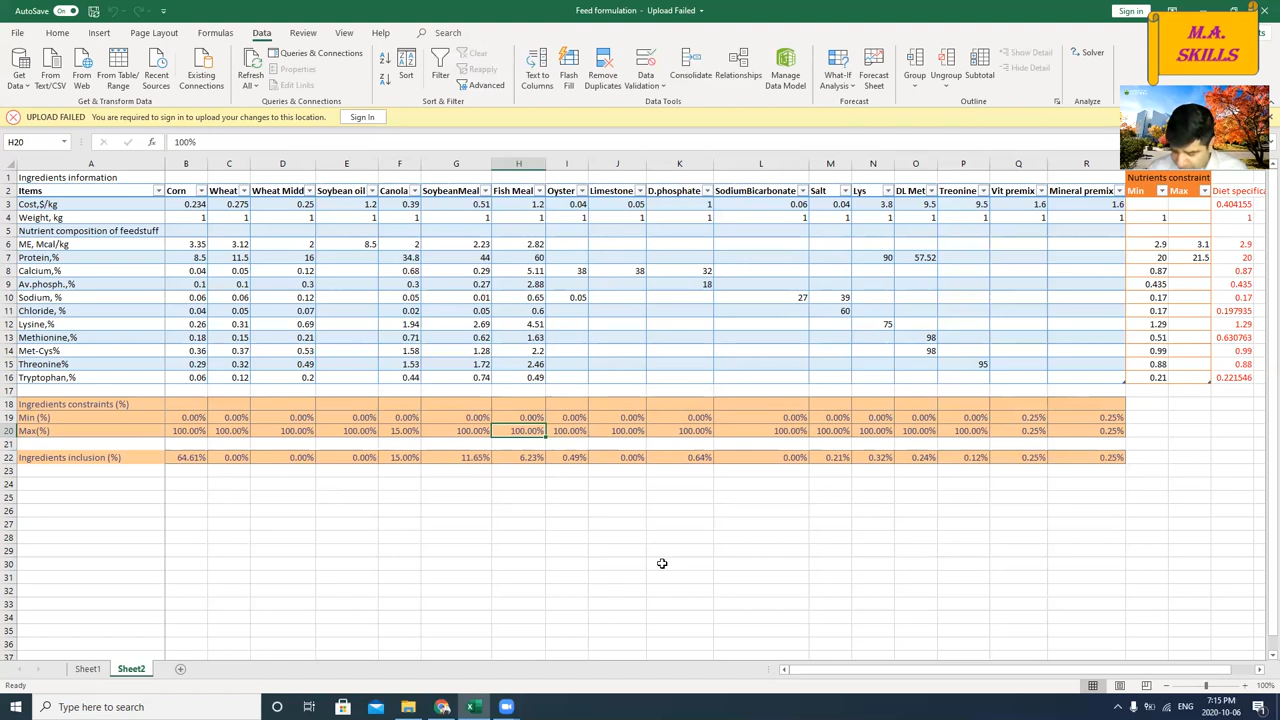 AutoSave On Feed formulation - Upload Failed Sign in
File Home Insert Page Layout Formulas Data Review View Help Search
M.A. SKILLS
Get Data From Text/CSV From Web From Table/Range Recent Sources Existing Connections Refresh All Queries & Connections Properties Edit Links Sort Filter Clear Reapply Advanced Text to Columns Flash Fill Remove Duplicates Data Validation Consolidate Relationships Manage Data Model What-If Analysis Forecast Sheet Group Ungroup Subtotal Show Detail Hide Detail Solver
Get & Transform Data Queries & Connections Sort & Filter Data Tools Forecast Outline Analyze
UPLOAD FAILED You are required to sign in to upload your changes to this location. Sign In
H20 fx 100%
A B C D E F G H I J K L M N O P Q R
1 Ingredients information Nutrients constraint
2 Items Corn Wheat Wheat Midd Soybean oil Canola SoybeanMeal Fish Meal Oyster Limestone D.phosphate SodiumBicarbonate Salt Lys DL Met Treonine Vit premix Mineral premix Min Max Diet specifica
3 Cost,$/kg 0.234 0.275 0.25 1.2 0.39 0.51 1.2 0.04 0.05 1 0.06 0.04 3.8 9.5 9.5 1.6 1.6 0.404155
4 Weight, kg 1 1 1 1 1 1 1 1 1 1 1 1 1 1 1 1 1 1 1
5 Nutrient composition of feedstuff
6 ME, Mcal/kg 3.35 3.12 2 8.5 2 2.23 2.82 2.9 3.1 2.9
7 Protein,% 8.5 11.5 16 34.8 44 60 90 57.52 20 21.5 20
8 Calcium,% 0.04 0.05 0.12 0.68 0.29 5.11 38 38 32 0.87 0.87
9 Av.phosph.,% 0.1 0.1 0.3 0.3 0.27 2.88 18 0.435 0.435
10 Sodium, % 0.06 0.06 0.12 0.05 0.01 0.65 0.05 27 39 0.17 0.17
11 Chloride, % 0.04 0.05 0.07 0.02 0.05 0.6 60 0.17 0.197935
12 Lysine,% 0.26 0.31 0.69 1.94 2.69 4.51 75 1.29 1.29
13 Methionine,% 0.18 0.15 0.21 0.71 0.62 1.63 98 0.51 0.630763
14 Met-Cys% 0.36 0.37 0.53 1.58 1.28 2.2 98 0.99 0.99
15 Threonine% 0.29 0.32 0.49 1.53 1.72 2.46 95 0.88 0.88
16 Tryptophan,% 0.06 0.12 0.2 0.44 0.74 0.49 0.21 0.221546
17
18 Ingredients constraints (%)
19 Min (%) 0.00% 0.00% 0.00% 0.00% 0.00% 0.00% 0.00% 0.00% 0.00% 0.00% 0.00% 0.00% 0.00% 0.00% 0.00% 0.25% 0.25%
20 Max(%) 100.00% 100.00% 100.00% 100.00% 15.00% 100.00% 100.00% 100.00% 100.00% 100.00% 100.00% 100.00% 100.00% 100.00% 100.00% 0.25% 0.25%
21
22 Ingredients inclusion (%) 64.61% 0.00% 0.00% 0.00% 15.00% 11.65% 6.23% 0.49% 0.00% 0.64% 0.00% 0.21% 0.32% 0.24% 0.12% 0.25% 0.25%
23
24
25
26
27
28
29
30
31
32
33
34
35
36
37
Sheet1 Sheet2
Ready 100%
Type here to search 7:15 PM
2020-10-06